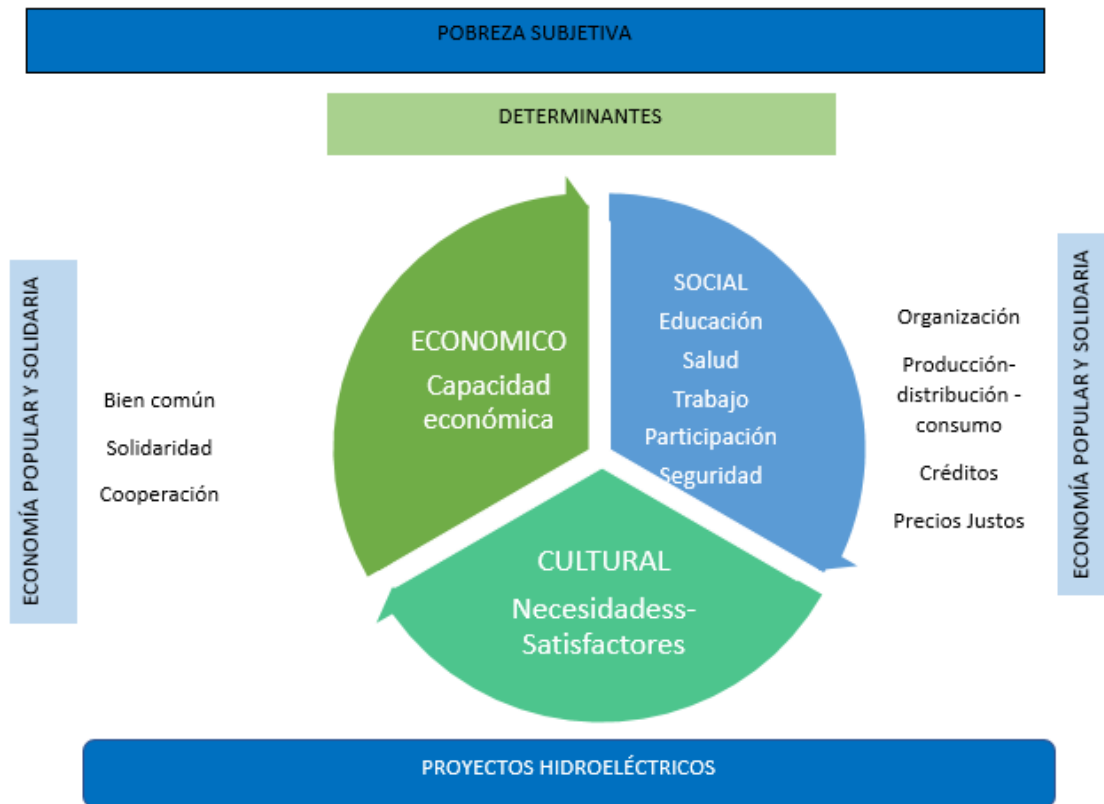 POBREZA SUBJETIVA
DETERMINANTES
ECONOMÍA POPULAR Y SOLIDARIA
Bien común
Solidaridad
Cooperación
ECONOMICO
Capacidad
económica
SOCIAL
Educación
Salud
Trabajo
Participación
Seguridad
CULTURAL
Necesidadess-
Satisfactores
Organización
Producción-
distribución -
consumo
Créditos
Precios Justos
ECONOMÍA POPULAR Y SOLIDARIA
PROYECTOS HIDROELÉCTRICOS